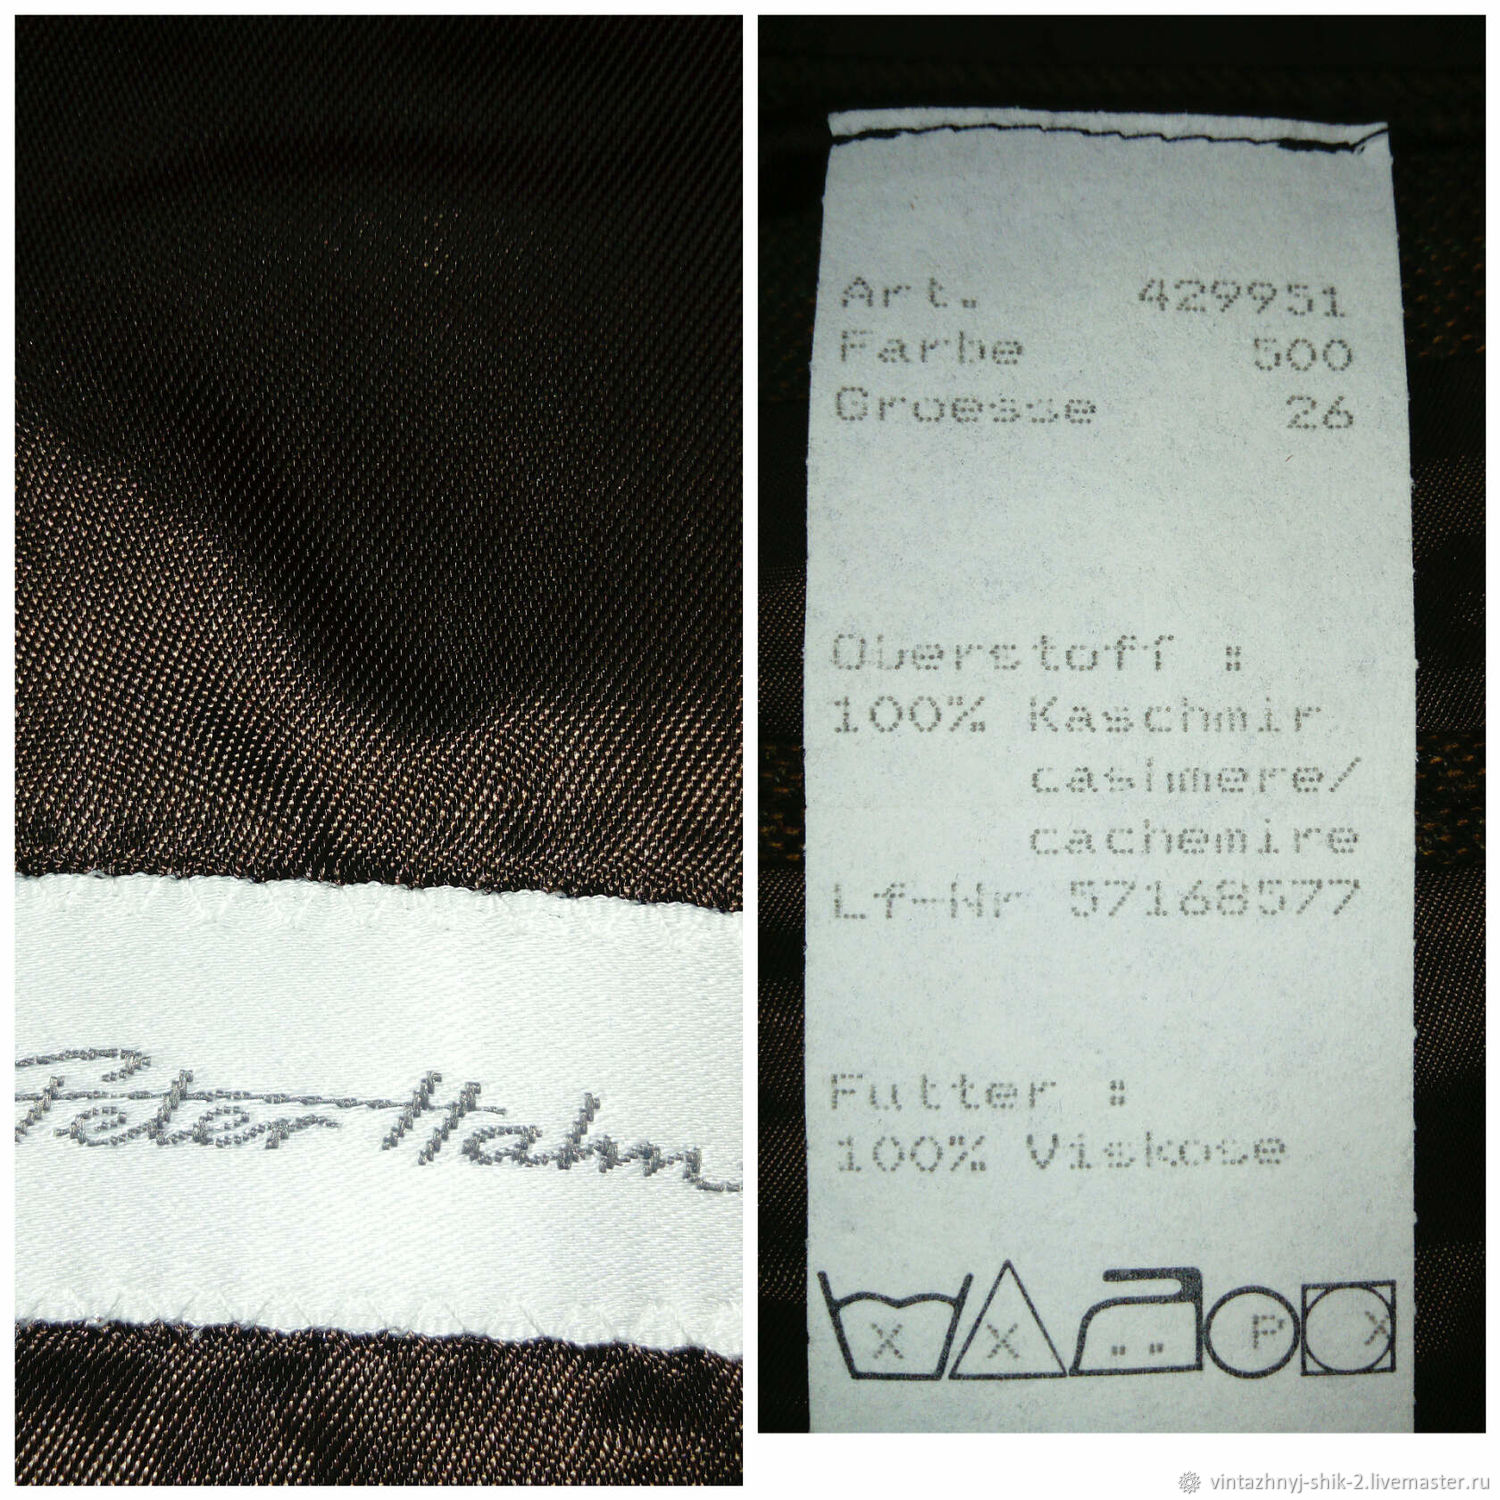 Peter Hahn
Art. 429951
Farbe 500
Groesse 26
Oberstoff :
100% Kaschmir
cashmere/
cachemire
Lf-Nr 57168577
Futter :
100% Viskose
X X P X
vintazhnyj-shik-2.livemaster.ru